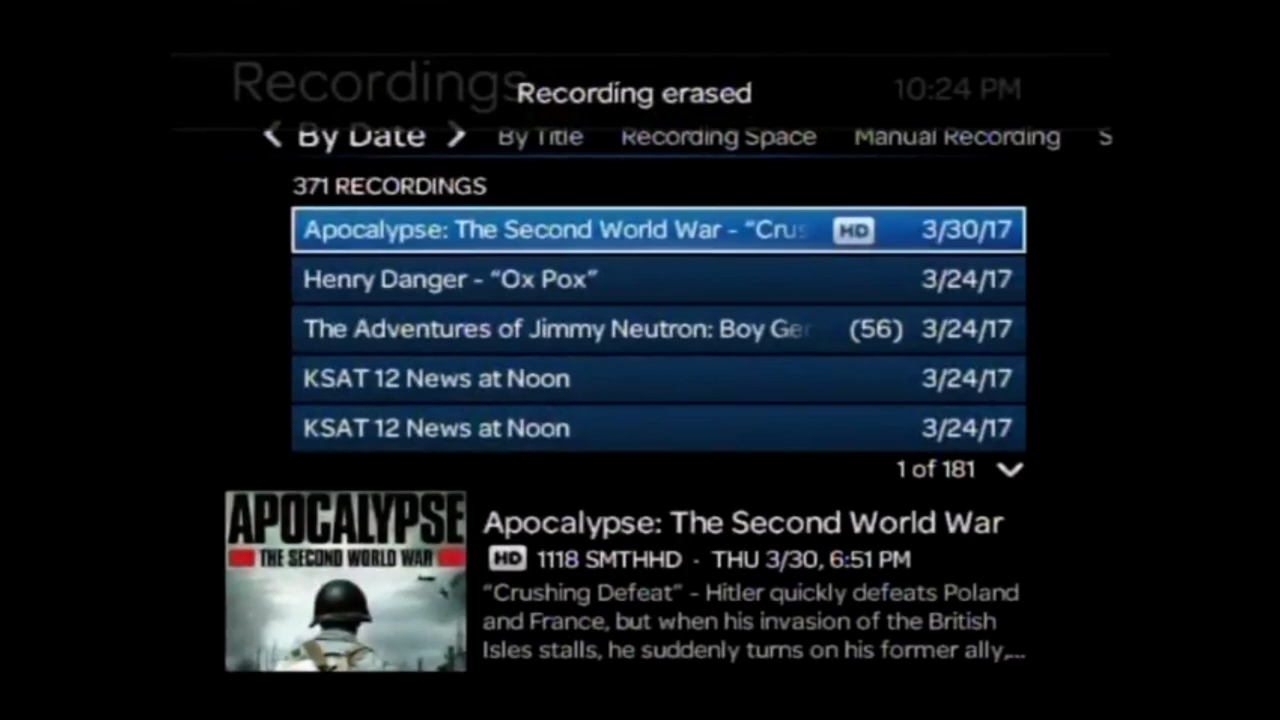 Recordings
Recording erased
10:24 PM
By Date
By Title
Recording Space
Manual Recording
S
371 RECORDINGS
Apocalypse: The Second World War - "Crus HD 3/30/17
Henry Danger - "Ox Pox" 3/24/17
The Adventures of Jimmy Neutron: Boy Ger (56) 3/24/17
KSAT 12 News at Noon 3/24/17
KSAT 12 News at Noon 3/24/17
1 of 181
APOCALYPSE
THE SECOND WORLD WAR
Apocalypse: The Second World War
HD 1118 SMTHHD · THU 3/30, 6:51 PM
"Crushing Defeat" - Hitler quickly defeats Poland
and France, but when his invasion of the British
Isles stalls, he suddenly turns on his former ally,...